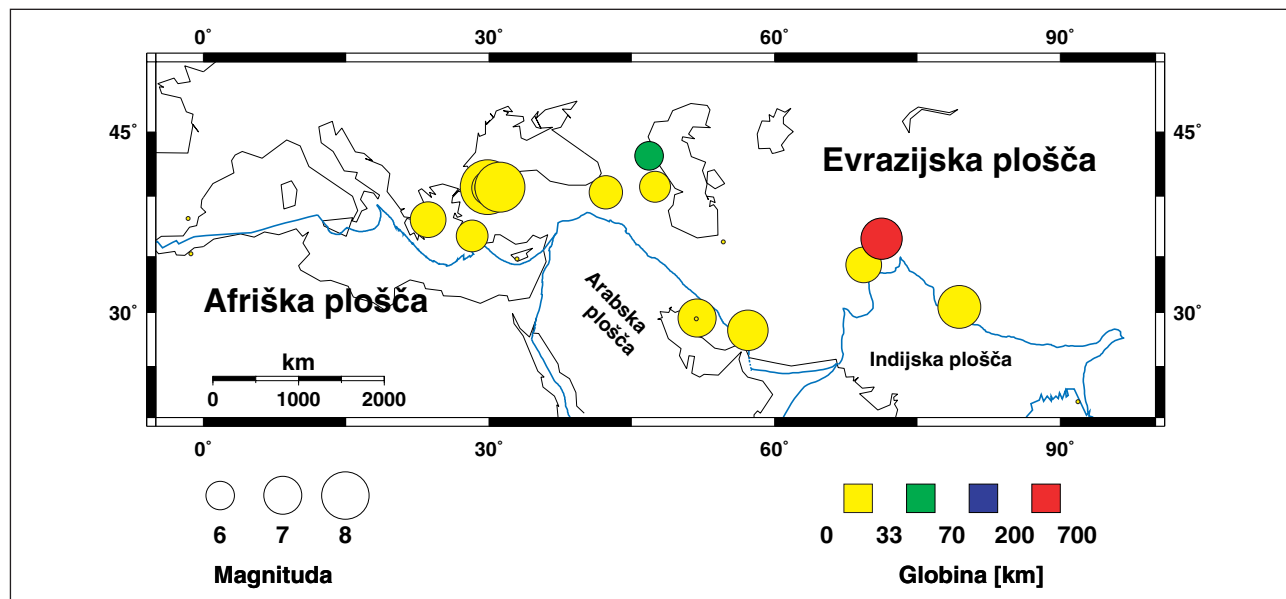 0˚ 30˚ 60˚ 90˚
45˚ 45˚
Evrazijska plošča
Afriška plošča
Arabska
plošča
30˚ 30˚
Indijska plošča
km
0 1000 2000
0˚ 30˚ 60˚ 90˚
6 7 8
0 33 70 200 700
Magnituda
Globina [km]